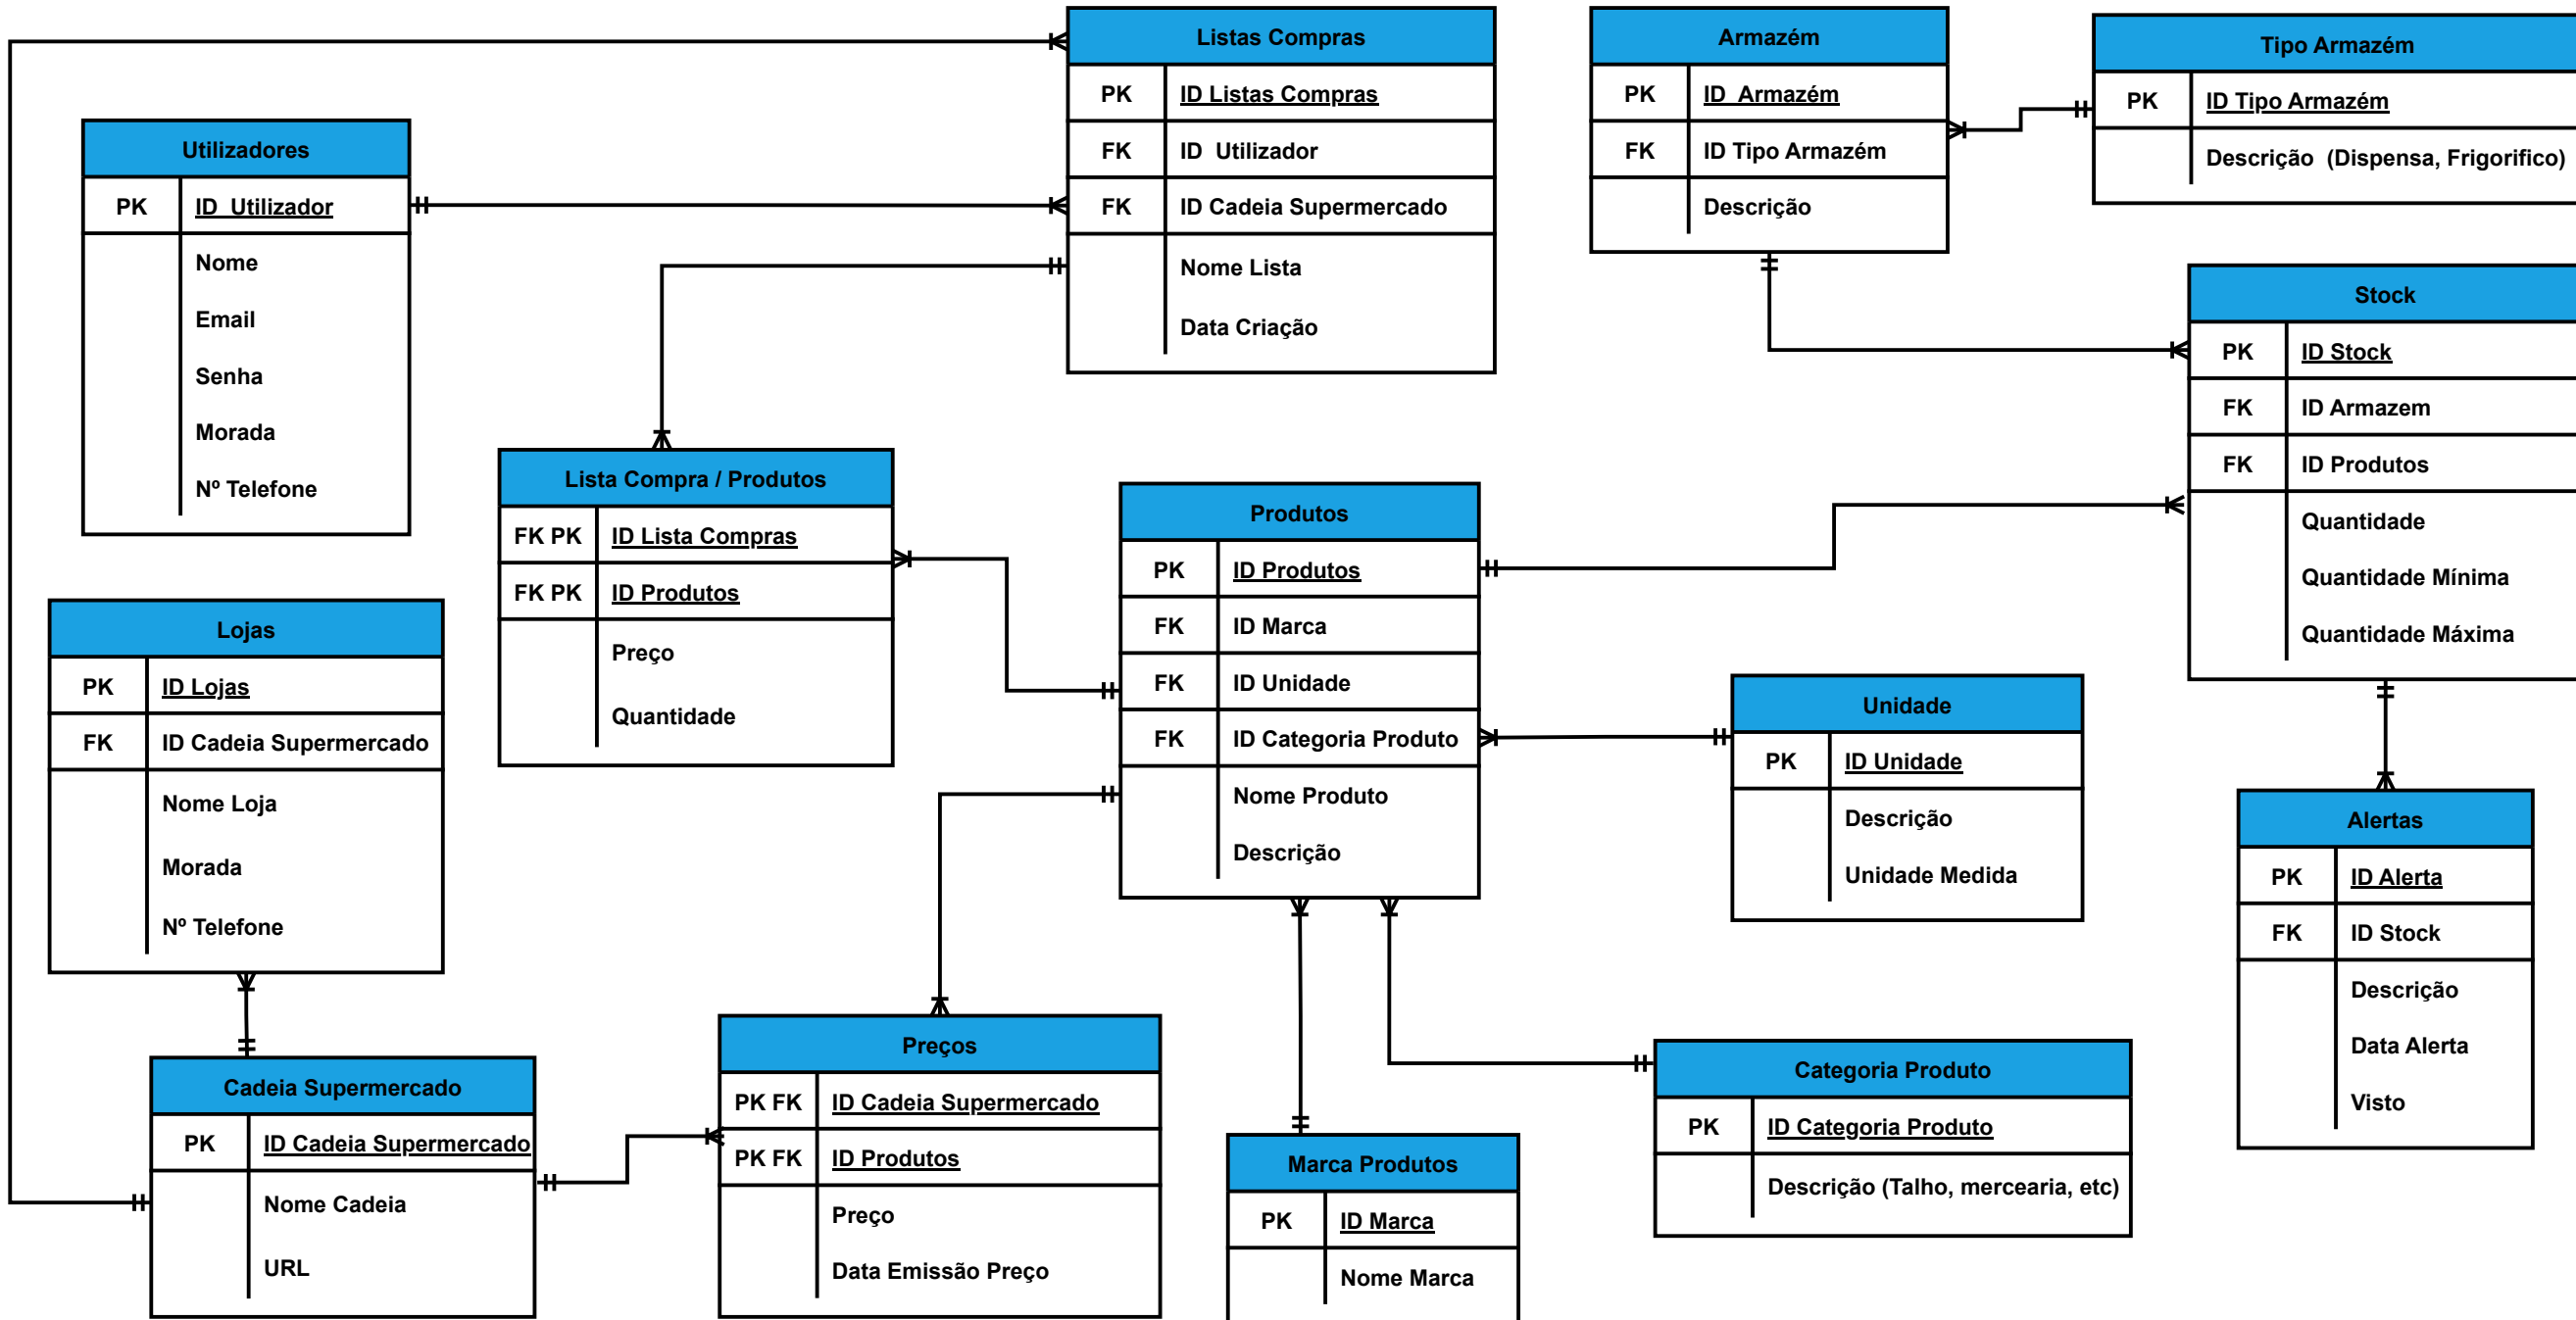 Listas Compras
PK ID Listas Compras
FK ID Utilizador
FK ID Cadeia Supermercado
Nome Lista
Data Criação
Armazém
PK ID Armazém
FK ID Tipo Armazém
Descrição
Tipo Armazém
PK ID Tipo Armazém
Descrição (Dispensa, Frigorifico)
Utilizadores
PK ID Utilizador
Nome
Email
Senha
Morada
Nº Telefone
Stock
PK ID Stock
FK ID Armazem
FK ID Produtos
Quantidade
Quantidade Mínima
Quantidade Máxima
Lista Compra / Produtos
FK PK ID Lista Compras
FK PK ID Produtos
Preço
Quantidade
Produtos
PK ID Produtos
FK ID Marca
FK ID Unidade
FK ID Categoria Produto
Nome Produto
Descrição
Lojas
PK ID Lojas
FK ID Cadeia Supermercado
Nome Loja
Morada
Nº Telefone
Unidade
PK ID Unidade
Descrição
Unidade Medida
Alertas
PK ID Alerta
FK ID Stock
Descrição
Data Alerta
Visto
Cadeia Supermercado
PK ID Cadeia Supermercado
Nome Cadeia
URL
Preços
PK FK ID Cadeia Supermercado
PK FK ID Produtos
Preço
Data Emissão Preço
Marca Produtos
PK ID Marca
Nome Marca
Categoria Produto
PK ID Categoria Produto
Descrição (Talho, mercearia, etc)